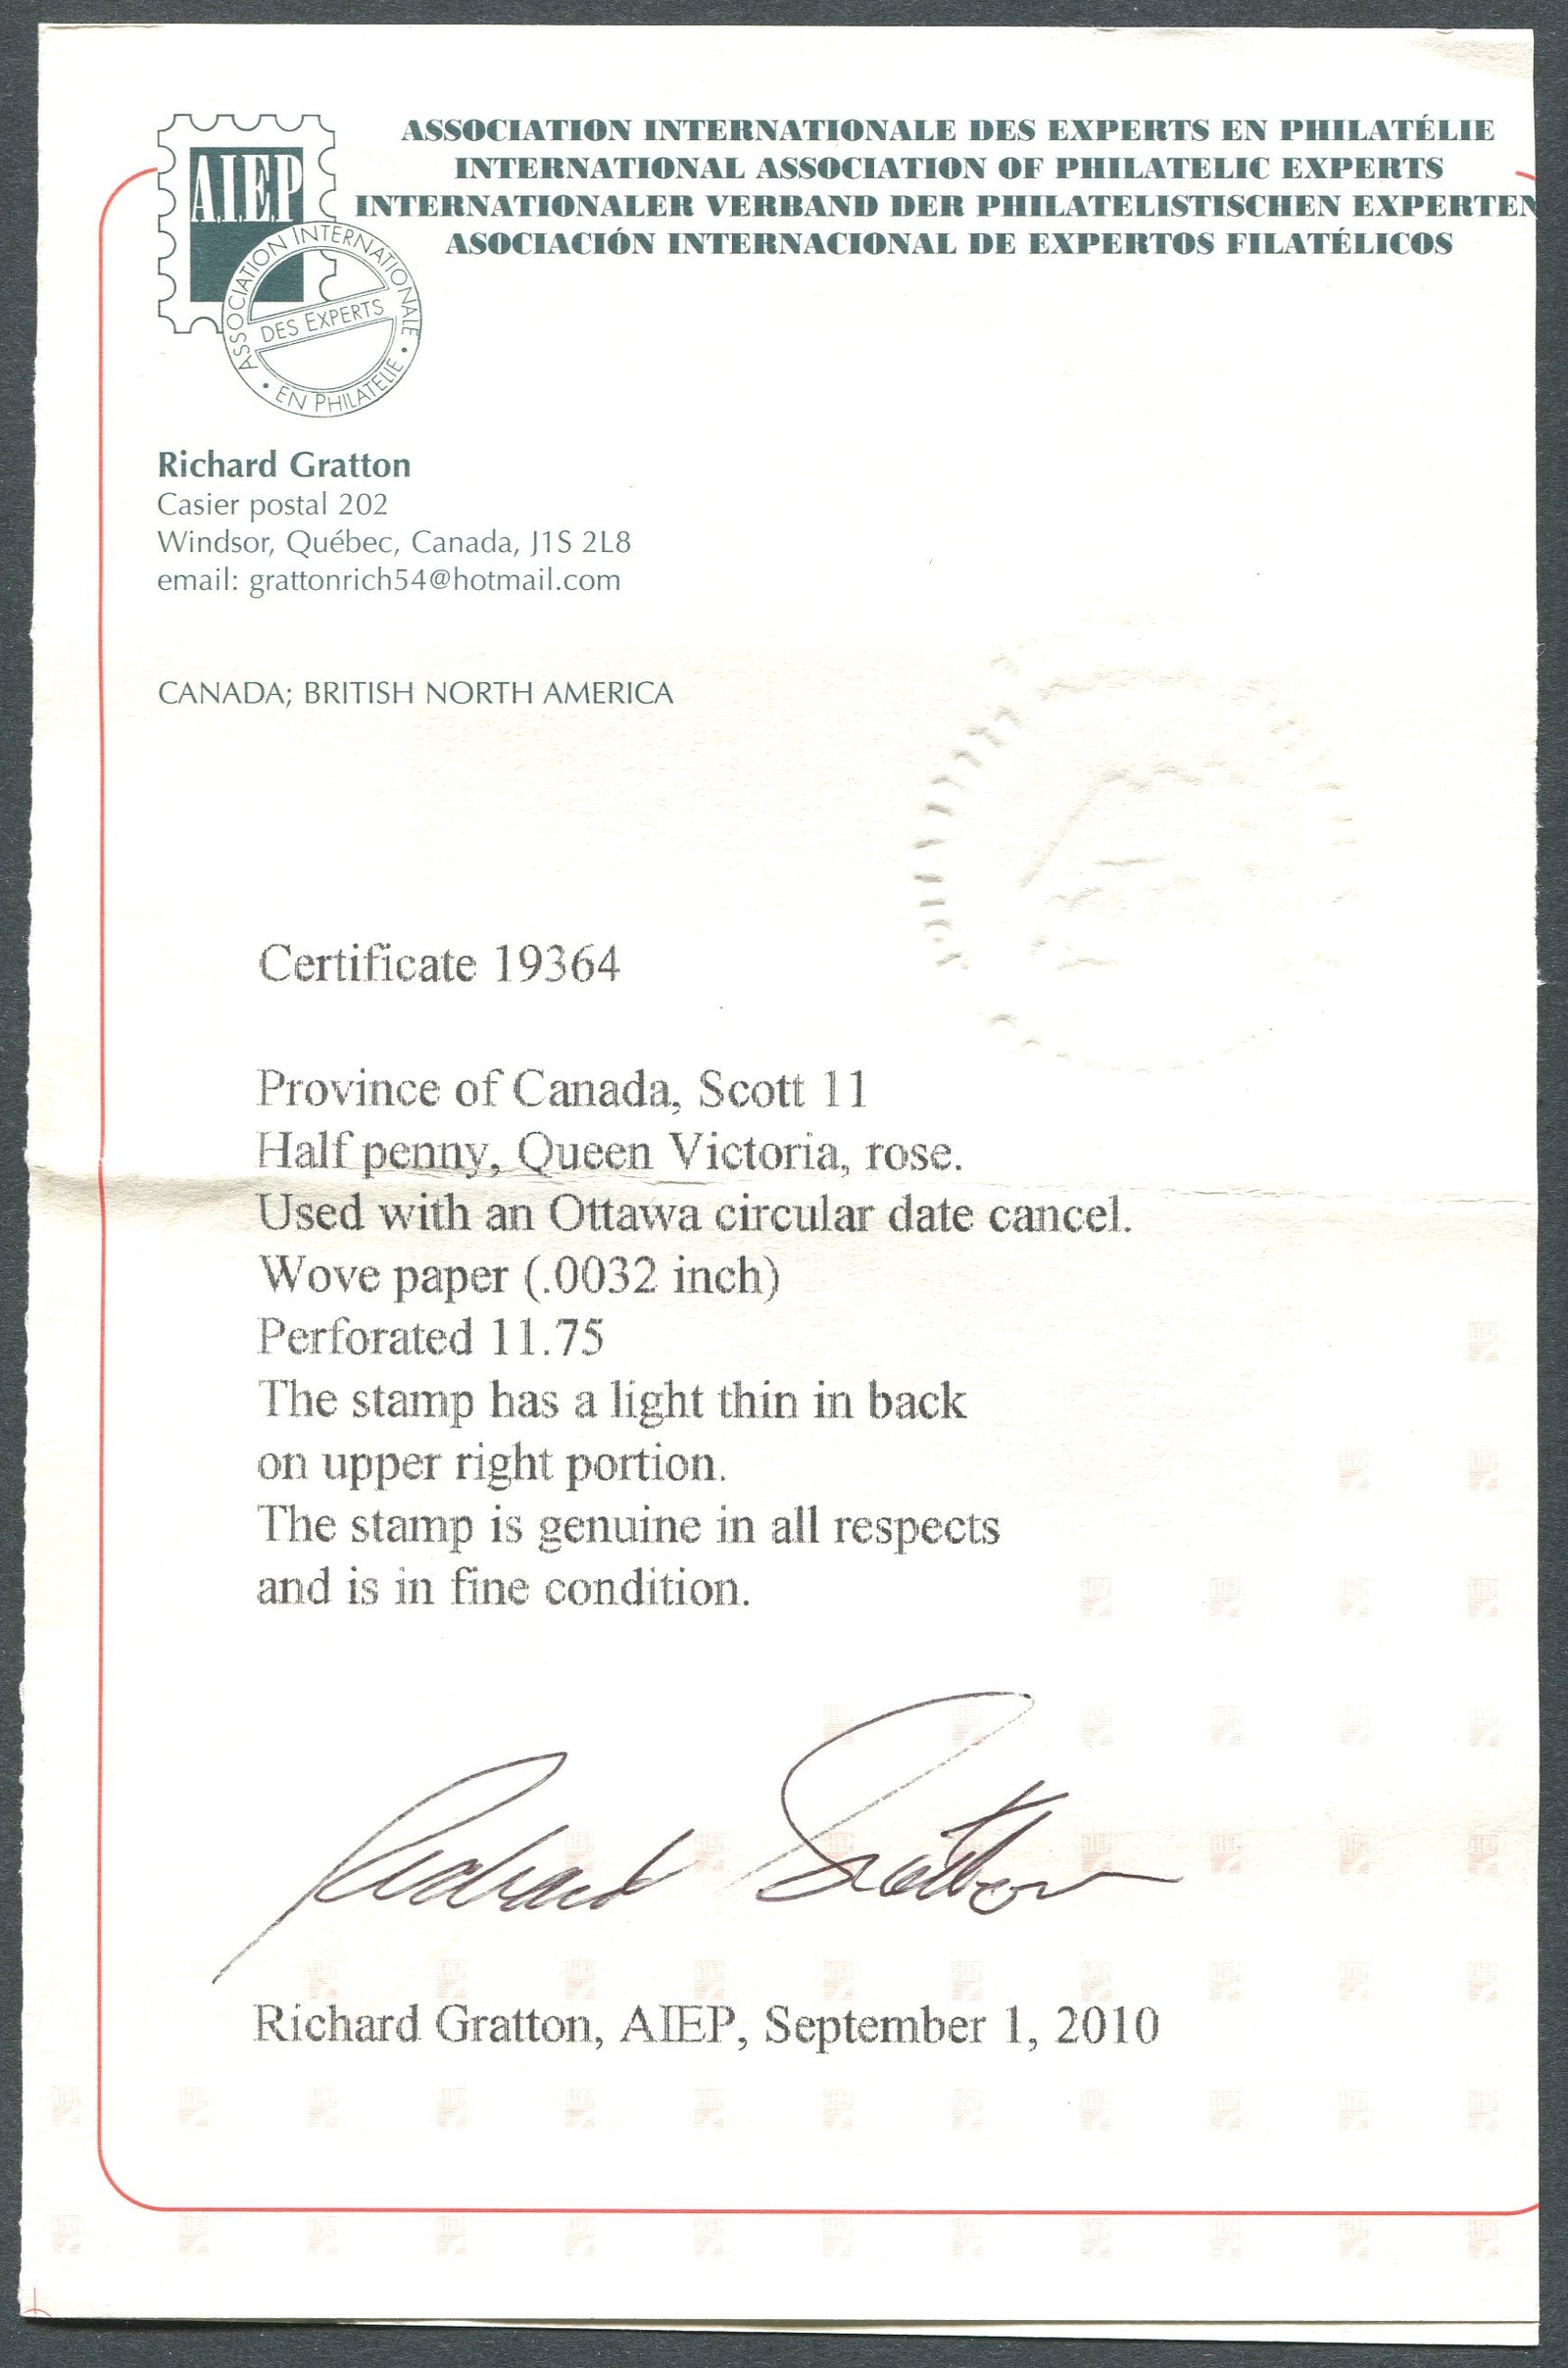 ASSOCIATION INTERNATIONALE DES EXPERTS EN PHILATÉLIE
INTERNATIONAL ASSOCIATION OF PHILATELIC EXPERTS
INTERNATIONALER VERBAND DER PHILATELISTISCHEN EXPERTEN
ASOCIACIÓN INTERNACIONAL DE EXPERTOS FILATÉLICOS
A.I.E.P
ASSOCIATION INTERNATIONALE
DES EXPERTS
• EN PHILATÉLIE •
Richard Gratton
Casier postal 202
Windsor, Québec, Canada, J1S 2L8
email: grattonrich54@hotmail.com
CANADA; BRITISH NORTH AMERICA
Certificate 19364
Province of Canada, Scott 11
Half penny, Queen Victoria, rose.
Used with an Ottawa circular date cancel.
Wove paper (.0032 inch)
Perforated 11.75
The stamp has a light thin in back
on upper right portion.
The stamp is genuine in all respects
and is in fine condition.
Richard Gratton
Richard Gratton, AIEP, September 1, 2010